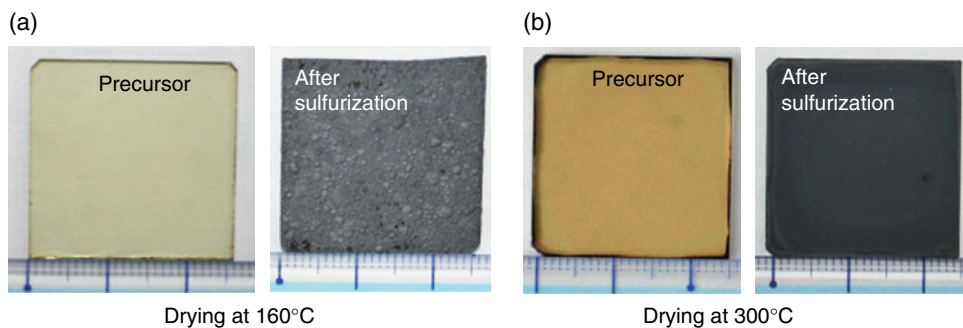 (a)
(b)
Precursor
After
sulfurization
Precursor
After
sulfurization
Drying at 160°C
Drying at 300°C